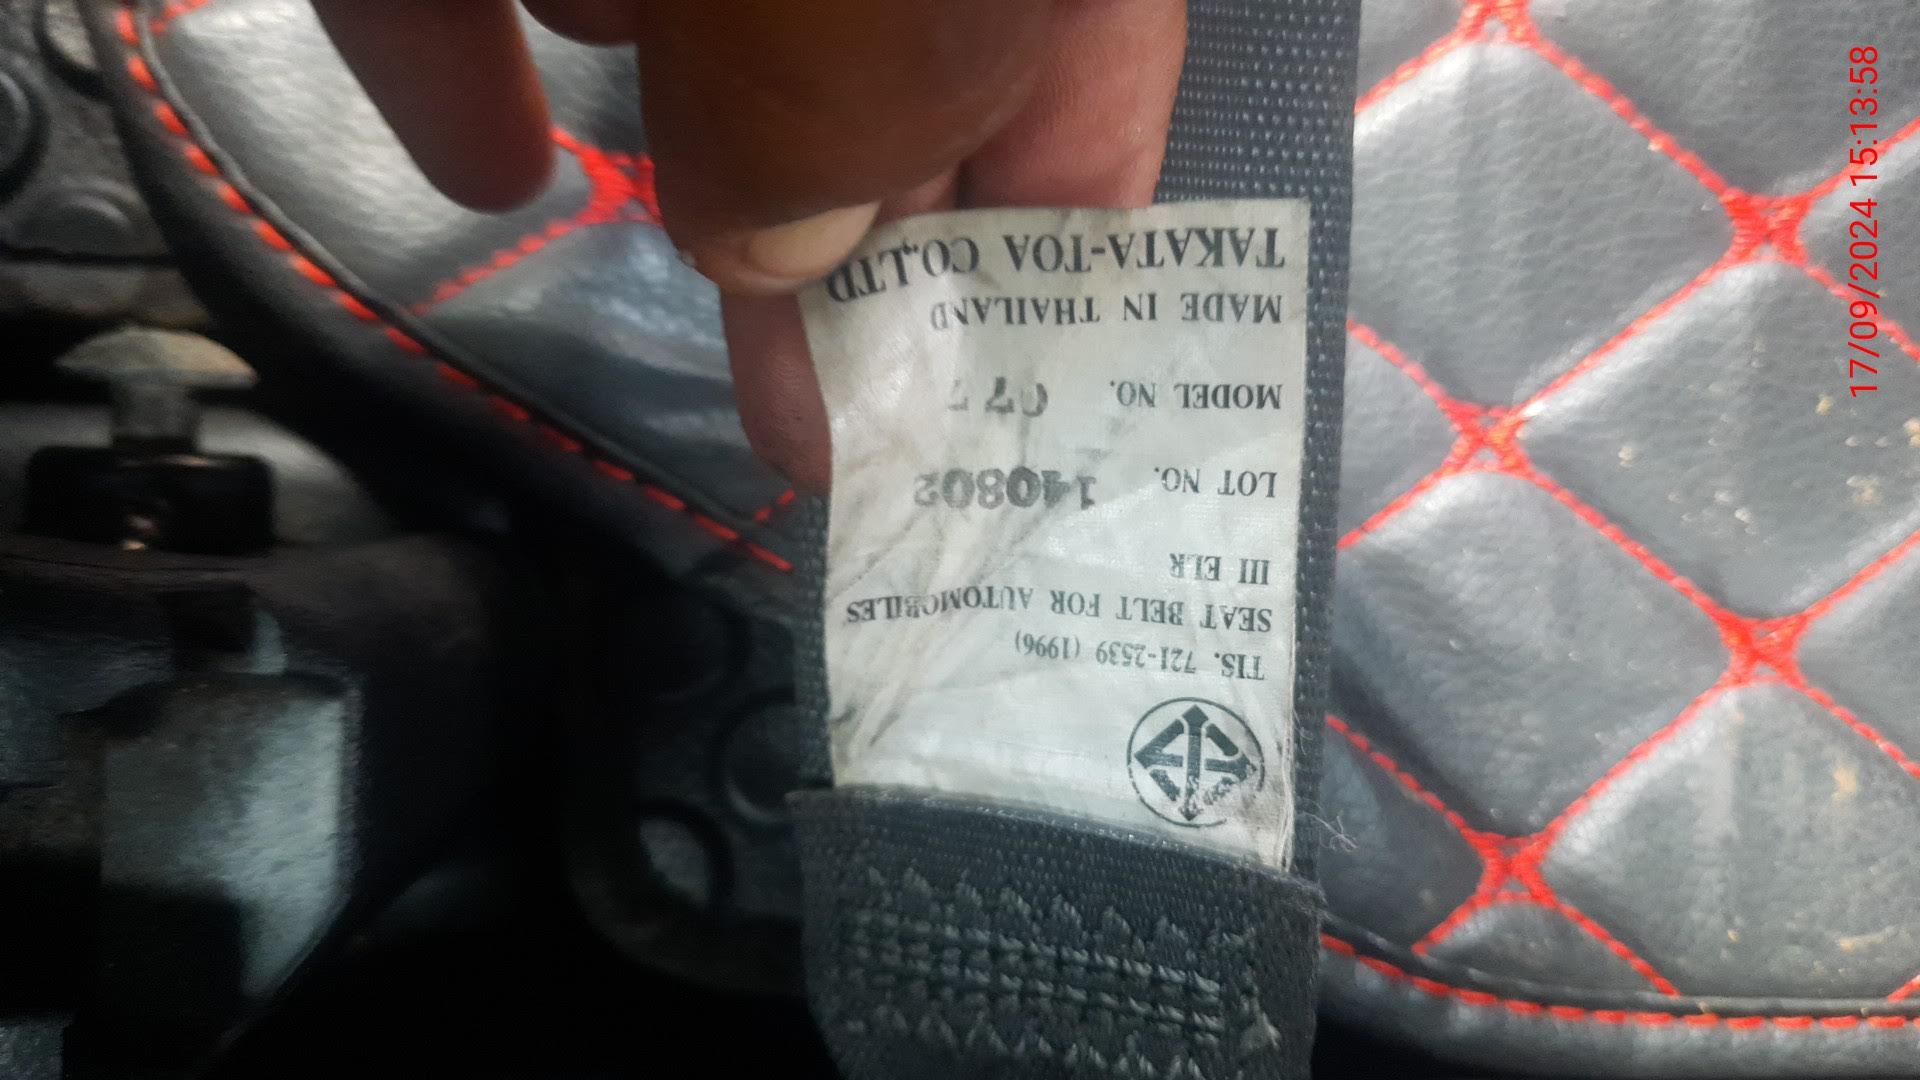 TAKATA-TOA CO.,LTD
MADE IN THAILAND
MODEL NO. C77
LOT NO. 140802
III ELR
SEAT BELT FOR AUTOMOBILES
TIS. 721-2539 (1996)
17/09/2024 15:13:58